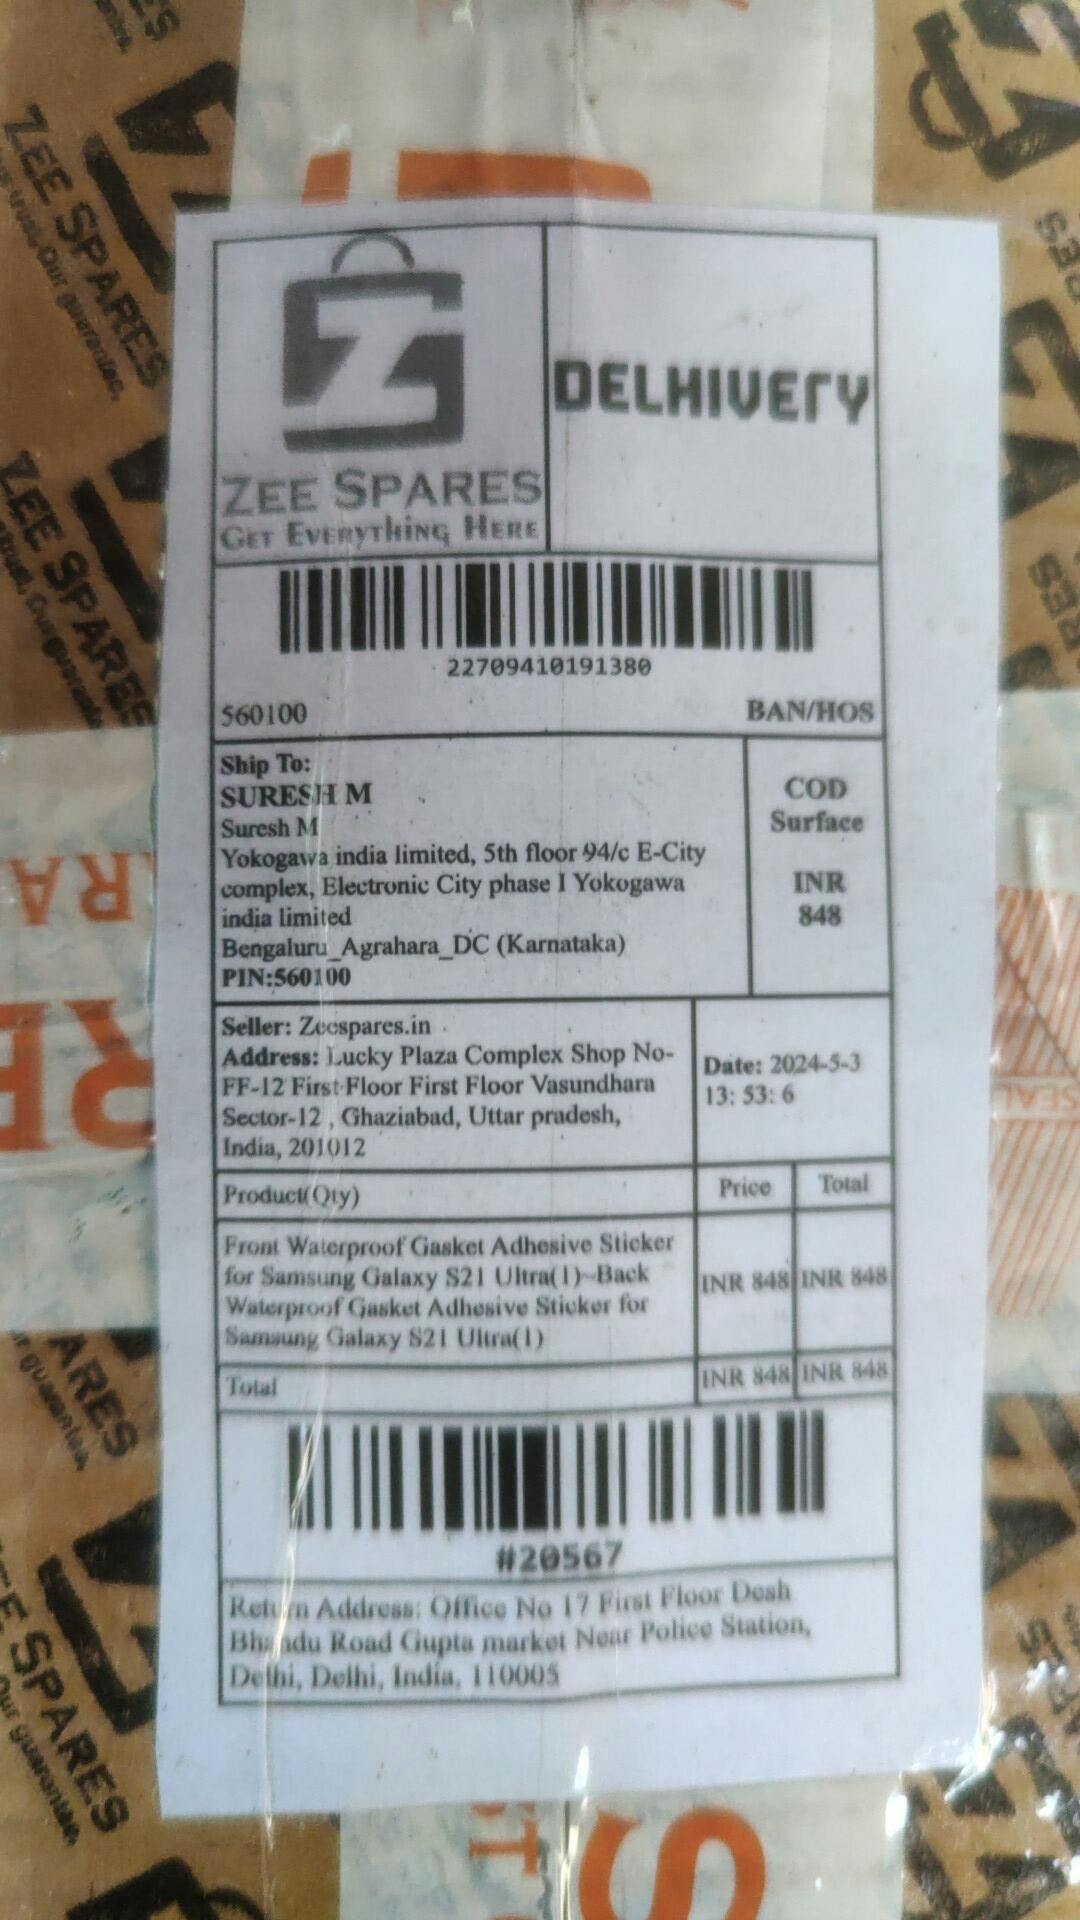 ZEE SPARES
GET EVERYTHING HERE
DELHIVERY
22709410191380
560100
BAN/HOS
Ship To:
SURESH M
Suresh M
Yokogawa india limited, 5th floor 94/c E-City
complex, Electronic City phase I Yokogawa
india limited
Bengaluru_Agrahara_DC (Karnataka)
PIN:560100
COD
Surface
INR
848
Seller: Zeespares.in
Address: Lucky Plaza Complex Shop No-
FF-12 First Floor First Floor Vasundhara
Sector-12 , Ghaziabad, Uttar pradesh,
India, 201012
Date: 2024-5-3
13: 53: 6
Product(Qty)
Price
Total
Front Waterproof Gasket Adhesive Sticker
for Samsung Galaxy S21 Ultra(1)~Back
Waterproof Gasket Adhesive Sticker for
Samsung Galaxy S21 Ultra(1)
INR 848
INR 848
Total
INR 848
INR 848
#20567
Return Address: Office No 17 First Floor Desh
Bhandu Road Gupta market Near Police Station,
Delhi, Delhi, India, 110005
ZEE SPARES
Our guarantee.
ZEE SPARES
SEAL
ZEE SPARES
Our guarantee.